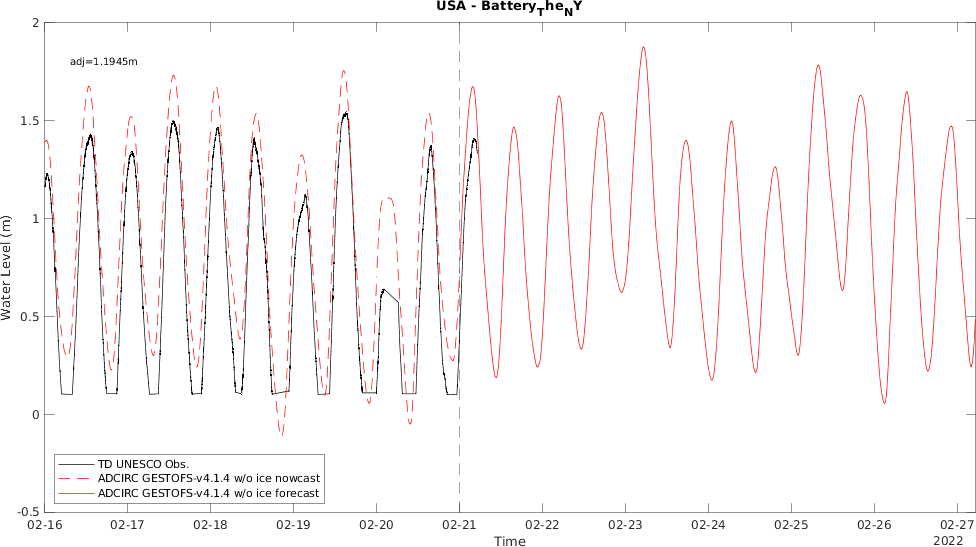 USA - BatteryTheNY
2
adj=1.1945m
1.5
1
0.5
0
-0.5
Water Level (m)
TD UNESCO Obs.
ADCIRC GESTOFS-v4.1.4 w/o ice nowcast
ADCIRC GESTOFS-v4.1.4 w/o ice forecast
02-16 02-17 02-18 02-19 02-20 02-21 02-22 02-23 02-24 02-25 02-26 02-27
Time 2022